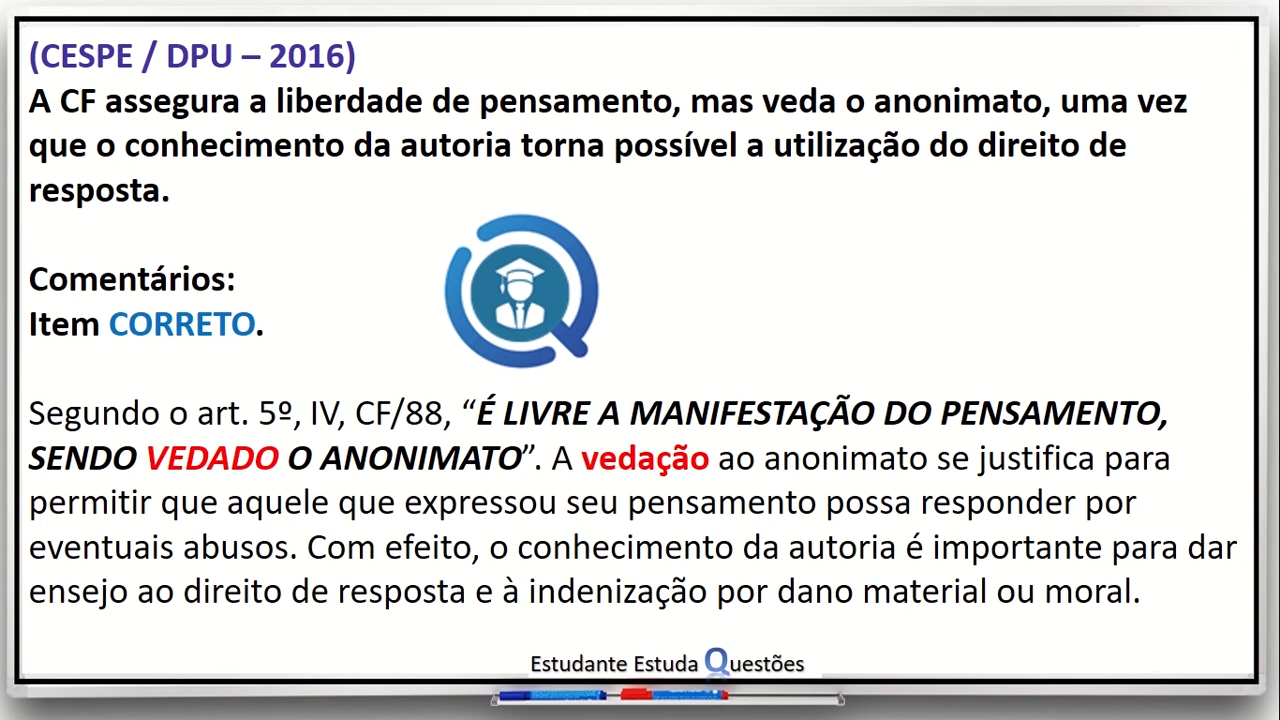 (CESPE / DPU – 2016)
A CF assegura a liberdade de pensamento, mas veda o anonimato, uma vez
que o conhecimento da autoria torna possível a utilização do direito de
resposta.
Comentários:
Item CORRETO.
Segundo o art. 5º, IV, CF/88, “É LIVRE A MANIFESTAÇÃO DO PENSAMENTO,
SENDO VEDADO O ANONIMATO”. A vedação ao anonimato se justifica para
permitir que aquele que expressou seu pensamento possa responder por
eventuais abusos. Com efeito, o conhecimento da autoria é importante para dar
ensejo ao direito de resposta e à indenização por dano material ou moral.
Estudante Estuda Questões